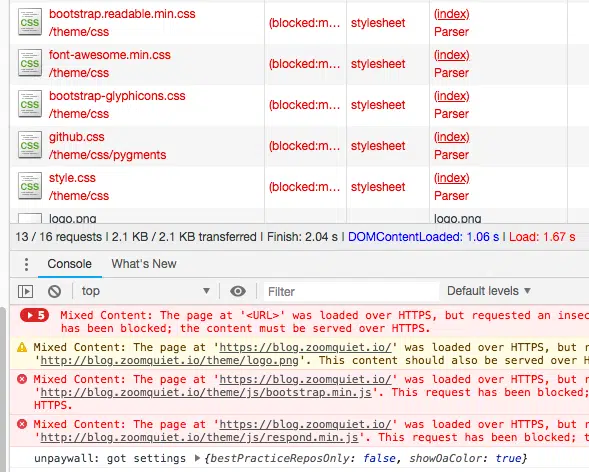 bootstrap.readable.min.css
/theme/css
(blocked:m…
stylesheet
(index)
Parser
CSS
font-awesome.min.css
/theme/css
(blocked:m…
stylesheet
(index)
Parser
CSS
bootstrap-glyphicons.css
/theme/css
(blocked:m…
stylesheet
(index)
Parser
CSS
github.css
/theme/css/pygments
(blocked:m…
stylesheet
(index)
Parser
CSS
style.css
/theme/css
(blocked:m…
stylesheet
(index)
Parser
CSS
logo.png
logo.png
13 / 16 requests | 2.1 KB / 2.1 KB transferred | Finish: 2.04 s | DOMContentLoaded: 1.06 s | Load: 1.67 s
Console What's New
top Filter Default levels
5 Mixed Content: The page at '<URL>' was loaded over HTTPS, but requested an insec
has been blocked; the content must be served over HTTPS.
Mixed Content: The page at 'https://blog.zoomquiet.io/' was loaded over HTTPS, but r
'http://blog.zoomquiet.io/theme/logo.png'. This content should also be served over H
Mixed Content: The page at 'https://blog.zoomquiet.io/' was loaded over HTTPS, but r
'http://blog.zoomquiet.io/theme/js/bootstrap.min.js'. This request has been blocked;
HTTPS.
Mixed Content: The page at 'https://blog.zoomquiet.io/' was loaded over HTTPS, but r
'http://blog.zoomquiet.io/theme/js/respond.min.js'. This request has been blocked; t
unpaywall: got settings {bestPracticeReposOnly: false, showOaColor: true}